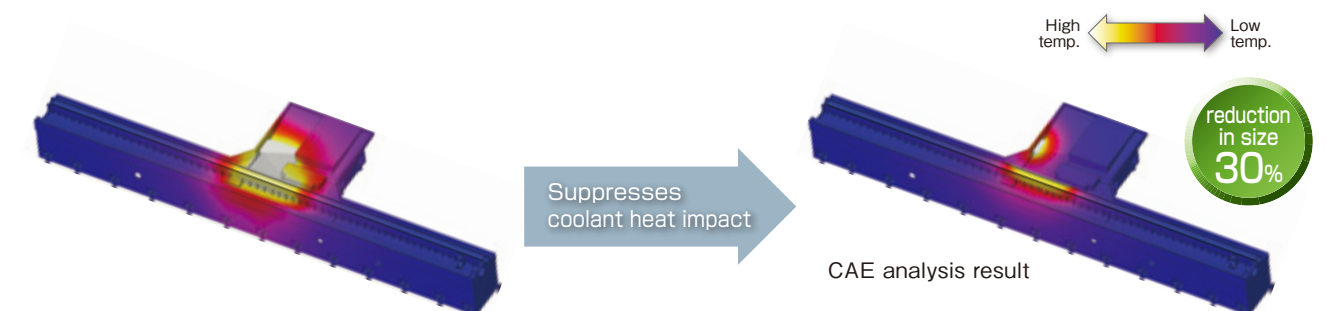 High
temp.
Low
temp.
reduction
in size
30%
Suppresses
coolant heat impact
CAE analysis result